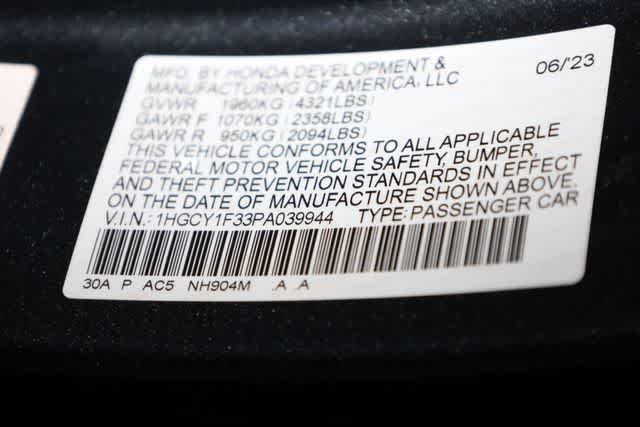 MFD. BY HONDA DEVELOPMENT &
MANUFACTURING OF AMERICA, LLC 06/'23
GVWR 1960KG (4321LBS)
GAWR F 1070KG (2358LBS)
GAWR R 950KG (2094LBS)
THIS VEHICLE CONFORMS TO ALL APPLICABLE
FEDERAL MOTOR VEHICLE SAFETY, BUMPER,
AND THEFT PREVENTION STANDARDS IN EFFECT
ON THE DATE OF MANUFACTURE SHOWN ABOVE.
V.I.N.: 1HGCY1F33PA039944 TYPE: PASSENGER CAR
30A P AC5 NH904M .A .A